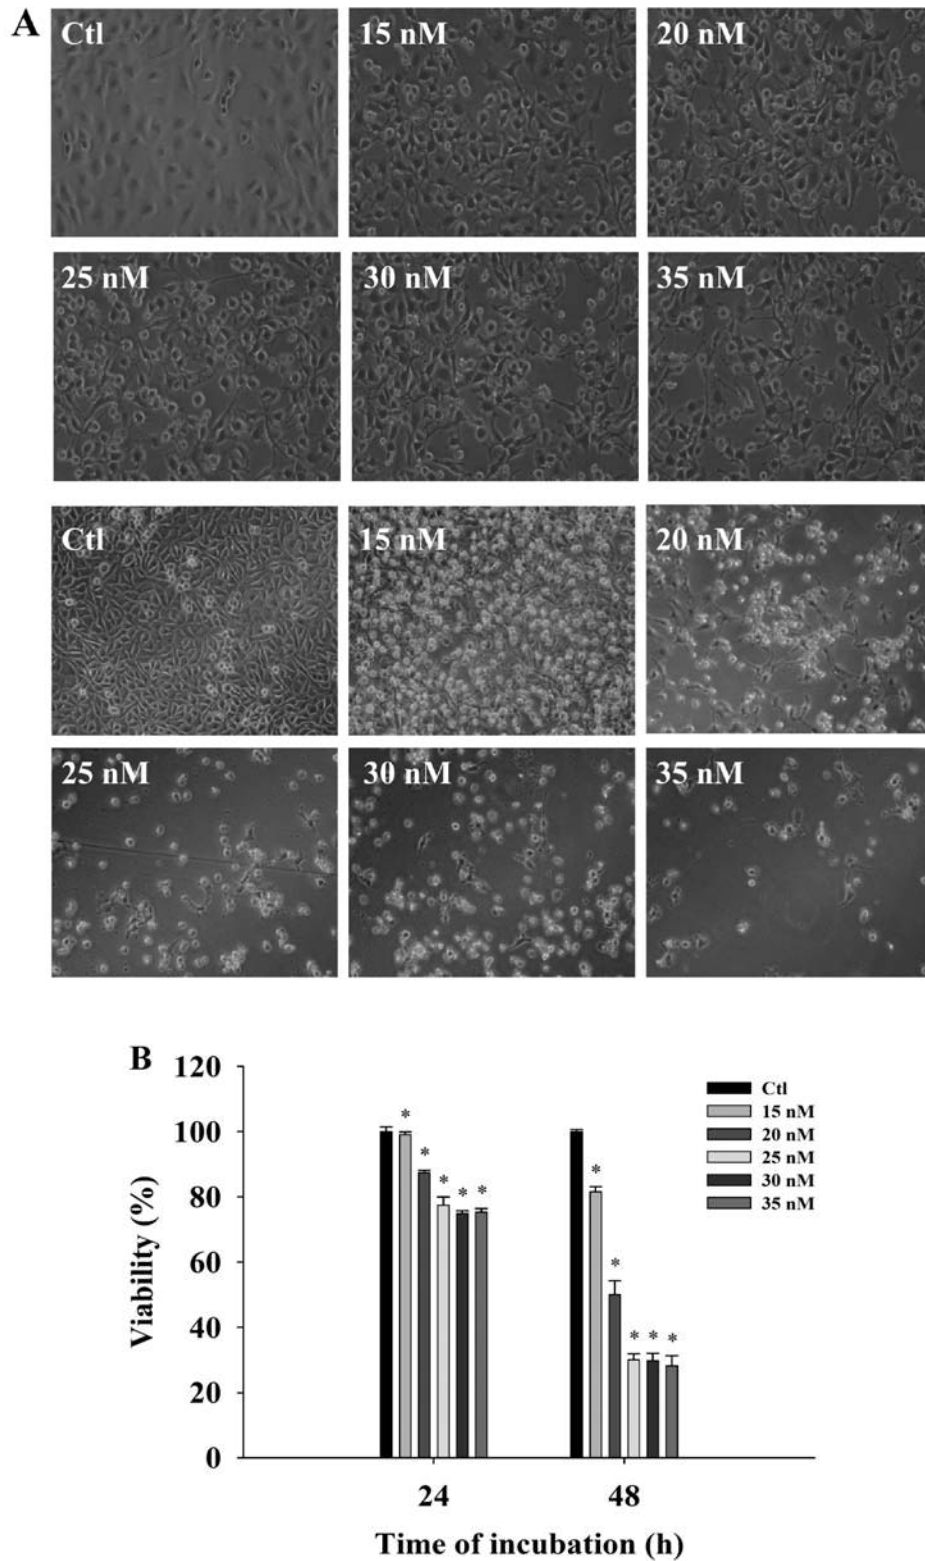 A
Ctl 15 nM 20 nM
25 nM 30 nM 35 nM
Ctl 15 nM 20 nM
25 nM 30 nM 35 nM
B
Viability (%)
120
100
80
60
40
20
0
* * * * * *
* * * *
Ctl
15 nM
20 nM
25 nM
30 nM
35 nM
24 48
Time of incubation (h)